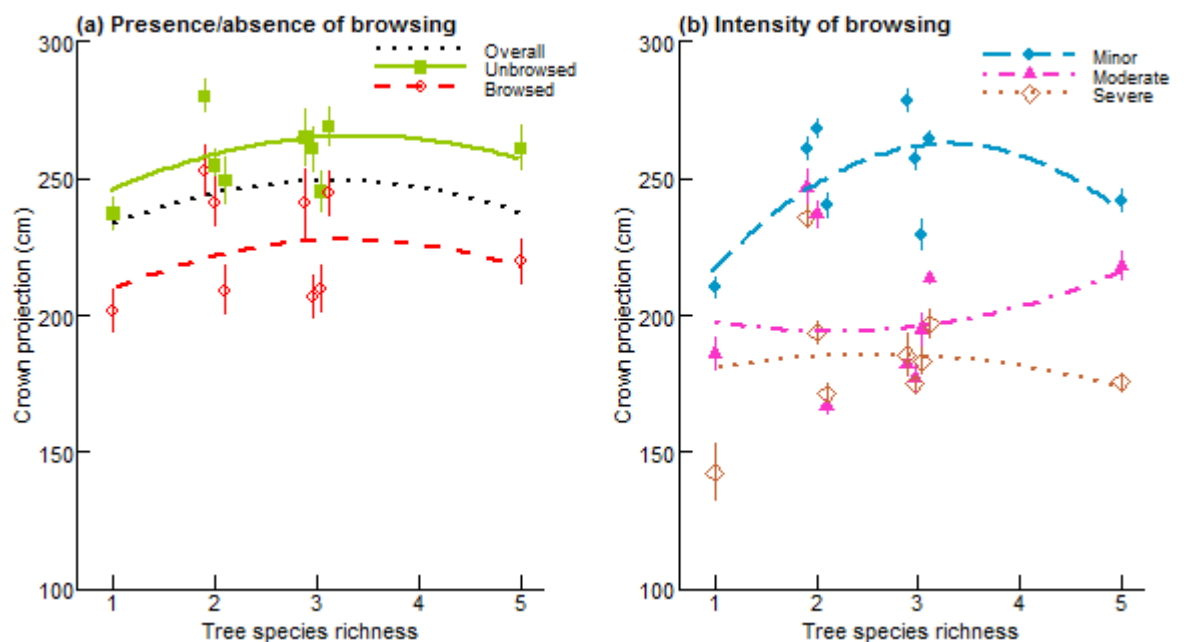 (a) Presence/absence of browsing
Overall
Unbrowsed
Browsed
300
250
200
150
100
Crown projection (cm)
1 2 3 4 5
Tree species richness
(b) Intensity of browsing
Minor
Moderate
Severe
300
250
200
150
100
Crown projection (cm)
1 2 3 4 5
Tree species richness